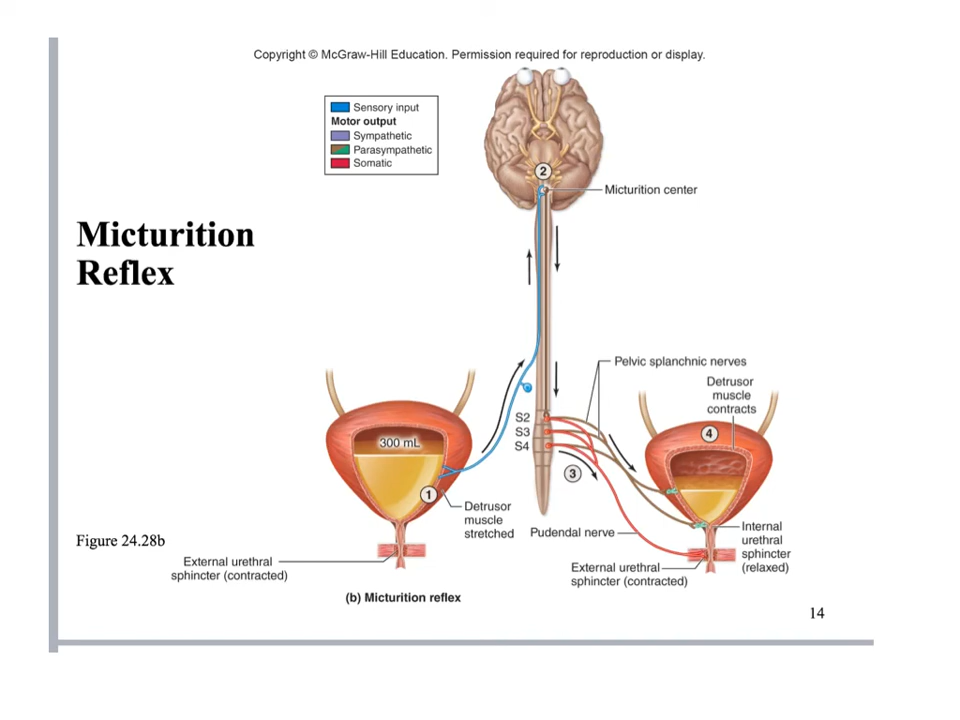 Copyright © McGraw-Hill Education. Permission required for reproduction or display.
Sensory input
Motor output
Sympathetic
Parasympathetic
Somatic
2
Micturition center
Micturition
Reflex
Pelvic splanchnic nerves
Detrusor
muscle
contracts
S2
S3
S4
300 mL
4
3
1
Detrusor
muscle
stretched
Pudendal nerve
Internal
urethral
sphincter
(relaxed)
Figure 24.28b
External urethral
sphincter (contracted)
External urethral
sphincter (contracted)
(b) Micturition reflex
14